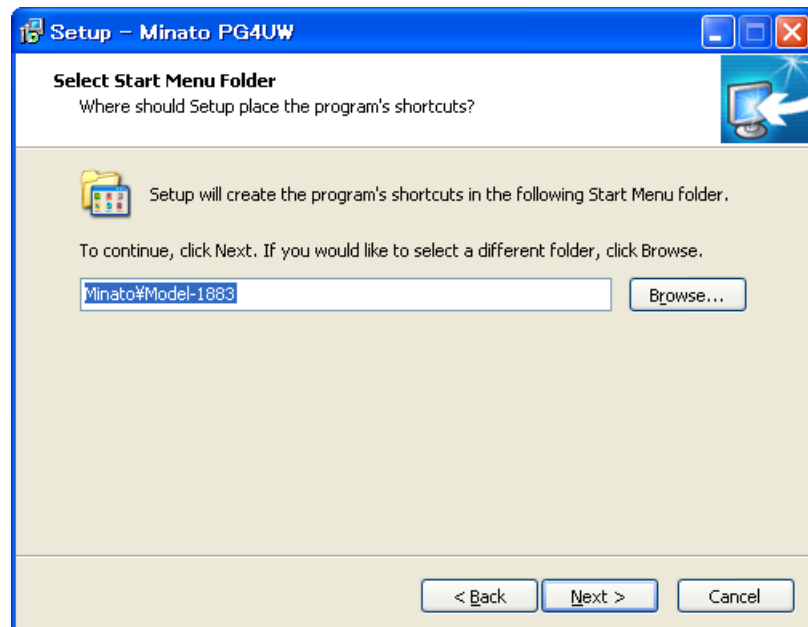 Setup - Minato PG4UW
Select Start Menu Folder
Where should Setup place the program's shortcuts?
Setup will create the program's shortcuts in the following Start Menu folder.
To continue, click Next. If you would like to select a different folder, click Browse.
Minato¥Model-1883
Browse...
< Back
Next >
Cancel